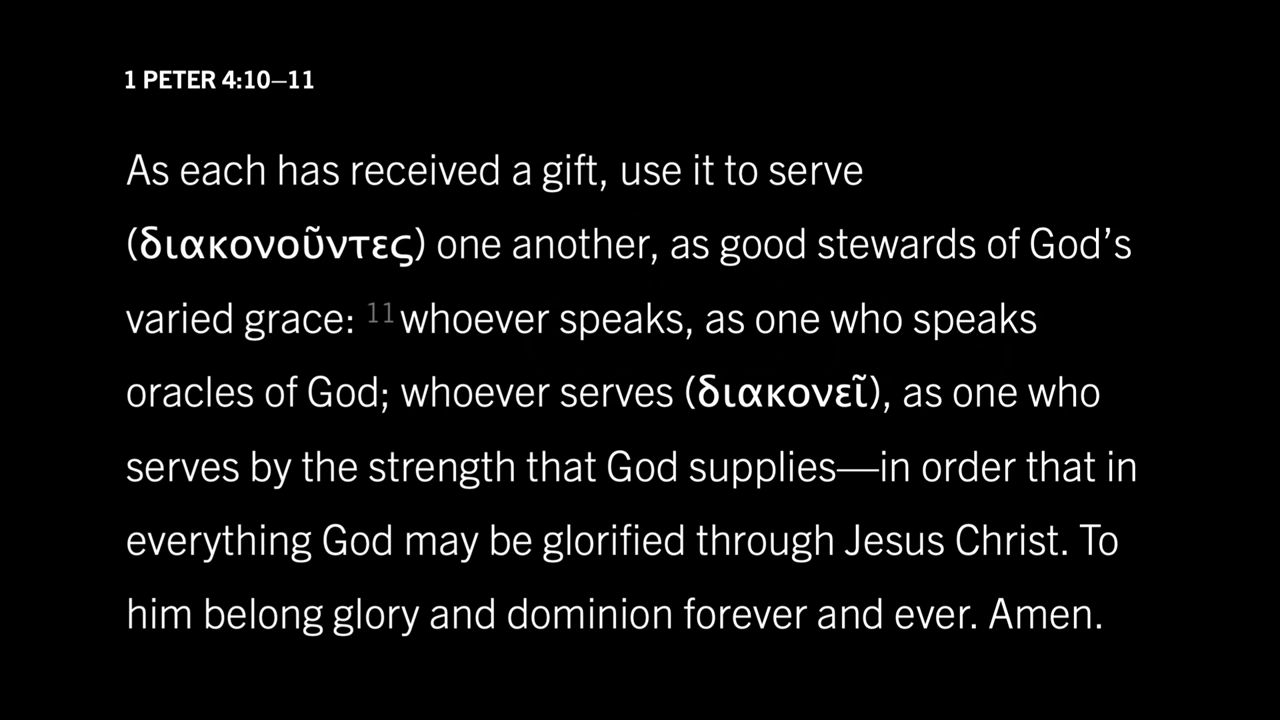 1 PETER 4:10–11
As each has received a gift, use it to serve
(διακονοῦντες) one another, as good stewards of God’s
varied grace: 11 whoever speaks, as one who speaks
oracles of God; whoever serves (διακονεῖ), as one who
serves by the strength that God supplies—in order that in
everything God may be glorified through Jesus Christ. To
him belong glory and dominion forever and ever. Amen.